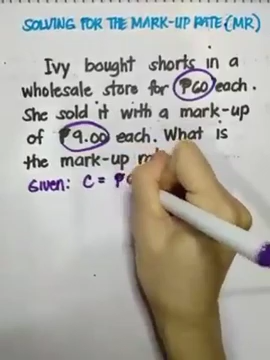 SOLVING FOR THE MARK-UP RATE (MR)
Ivy bought shorts in a
wholesale store for ₱60 each.
She sold it with a mark-up
of ₱9.00 each. What is
the mark-up
Given: C = ₱